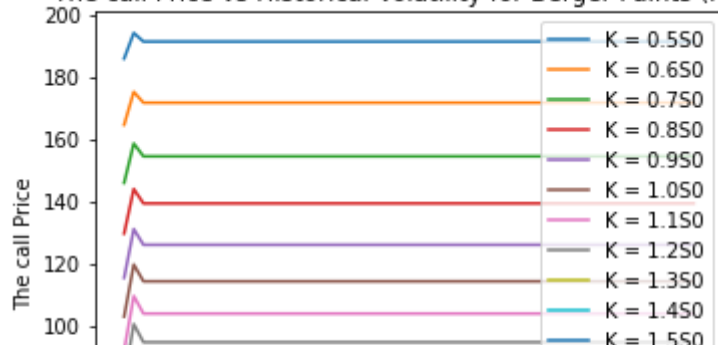 200
180
160
140
120
100
The call Price
K = 0.5S0
K = 0.6S0
K = 0.7S0
K = 0.8S0
K = 0.9S0
K = 1.0S0
K = 1.1S0
K = 1.2S0
K = 1.3S0
K = 1.4S0
K = 1.5S0